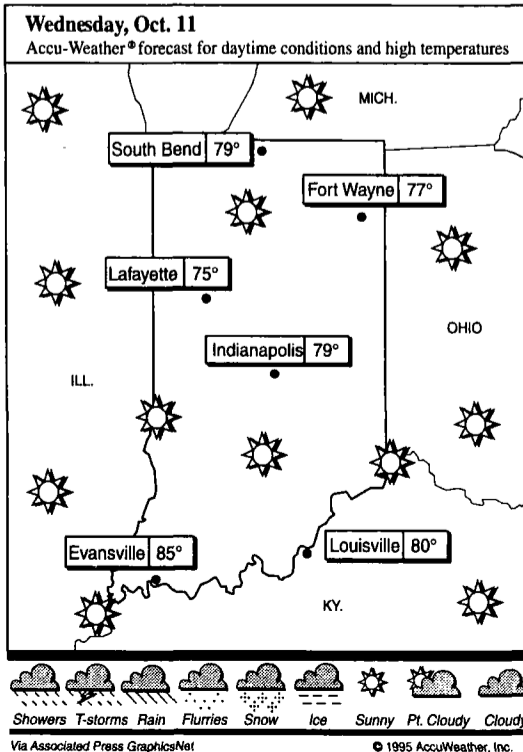 Wednesday, Oct. 11
Accu-Weather® forecast for daytime conditions and high temperatures
MICH.
South Bend 79°
Fort Wayne 77°
Lafayette 75°
OHIO
Indianapolis 79°
ILL.
Evansville 85°
Louisville 80°
KY.
Showers T-storms Rain Flurries Snow Ice Sunny Pt. Cloudy Cloudy
Via Associated Press GraphicsNet © 1995 AccuWeather, Inc.